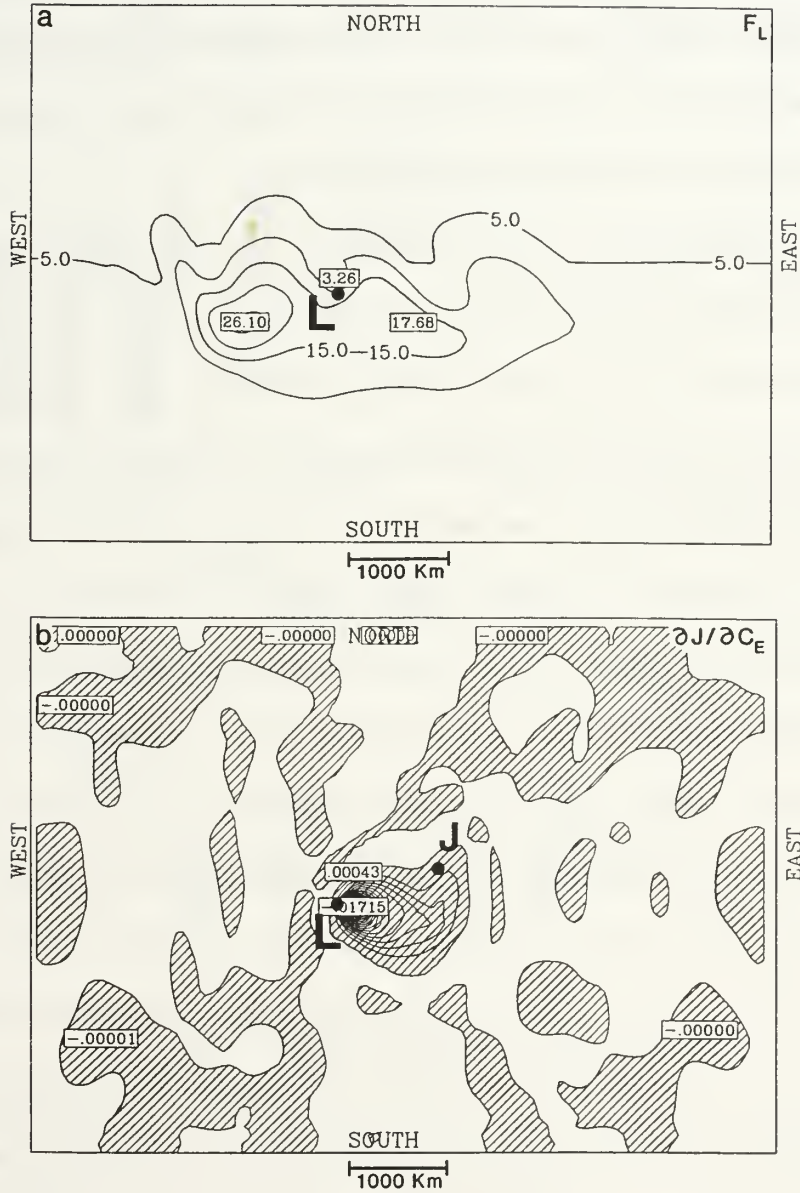 a NORTH F_L
5.0
WEST EAST
5.0 5.0
3.26
L
26.10 17.68
15.0 15.0
SOUTH
1000 Km
b .00000 -.00000 NORTH -.00000 ∂J/∂C_E
-.00000
WEST EAST
J
.00043
-.01715
L
-.00001 -.00000
SOUTH
1000 Km